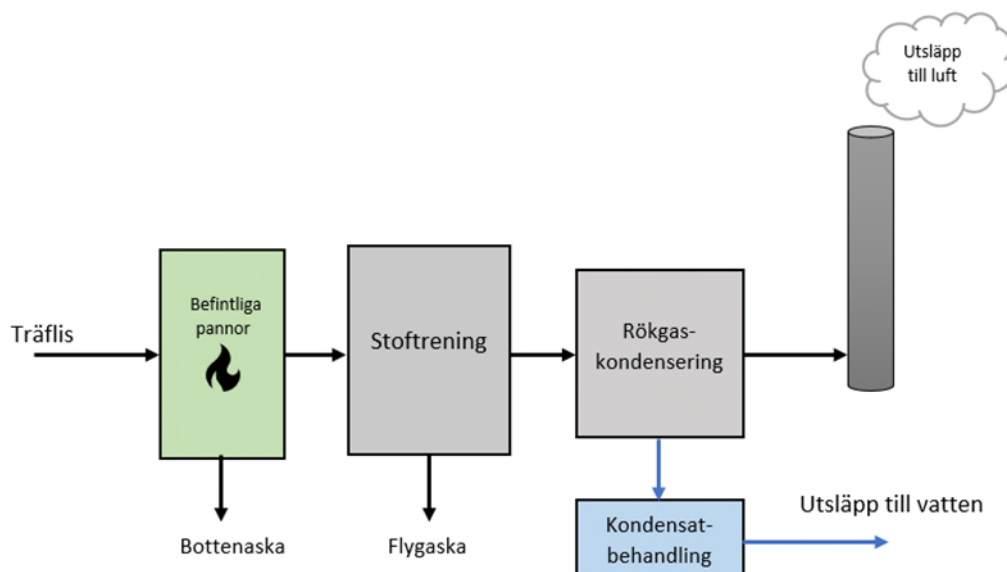 Utsläpp
till luft
Träflis
Befintliga
pannor
Stoftrening
Rökgas-
kondensering
Bottenaska
Flygaska
Kondensat-
behandling
Utsläpp till vatten